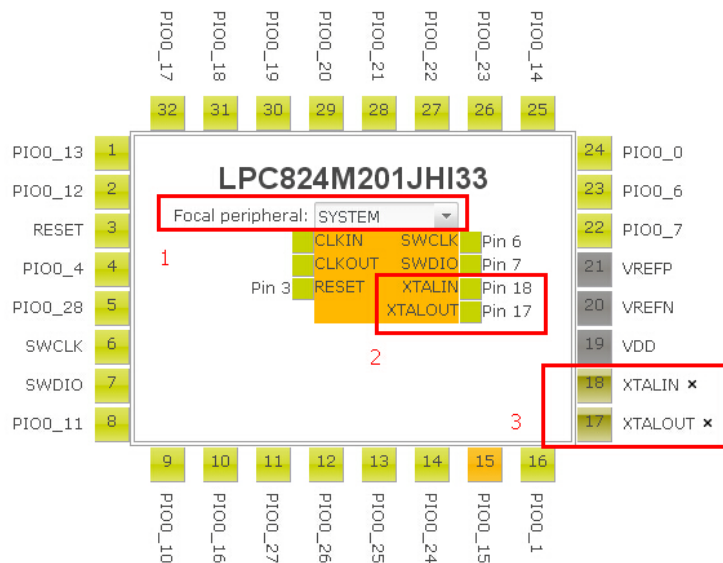 PIO0_17 PIO0_18 PIO0_19 PIO0_20 PIO0_21 PIO0_22 PIO0_23 PIO0_14
32 31 30 29 28 27 26 25
PIO0_13 1 24 PIO0_0
LPC824M201JHI33
PIO0_12 2 23 PIO0_6
Focal peripheral: SYSTEM
RESET 3 22 PIO0_7
CLKIN SWCLK Pin 6
1
CLKOUT SWDIO Pin 7
PIO0_4 4 21 VREFP
Pin 3 RESET XTALIN Pin 18
XTALOUT Pin 17
PIO0_28 5 20 VREFN
SWCLK 6 19 VDD
2
SWDIO 7 18 XTALIN ×
PIO0_11 8 3 17 XTALOUT ×
9 10 11 12 13 14 15 16
PIO0_10 PIO0_16 PIO0_27 PIO0_26 PIO0_25 PIO0_24 PIO0_15 PIO0_1